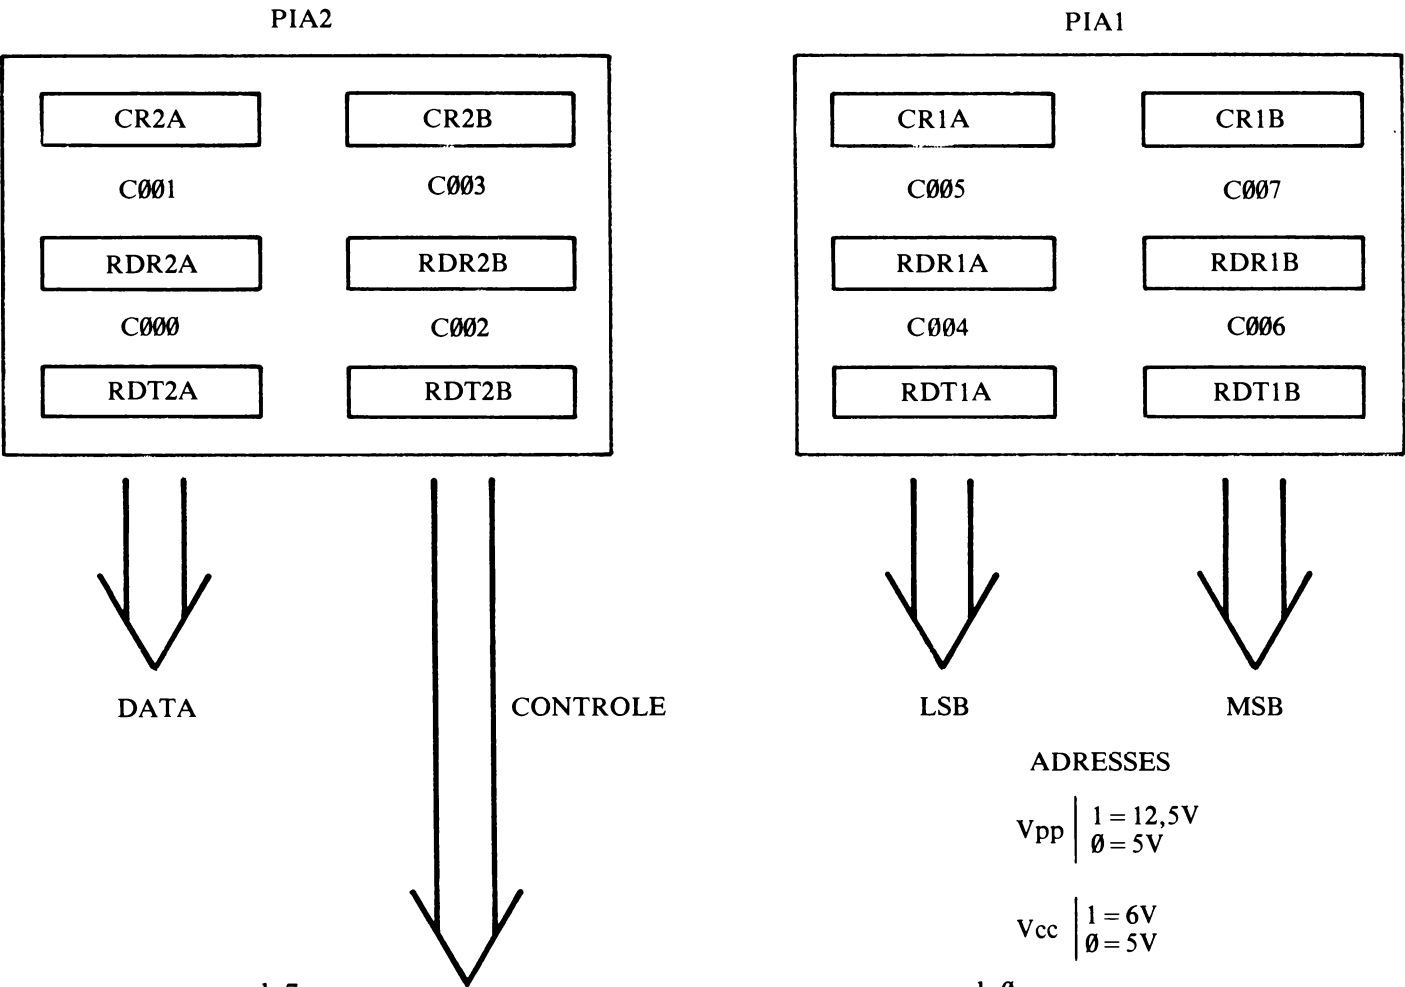 PIA2
PIA1
CR2A
CR2B
CR1A
CR1B
CØØ1
CØØ3
CØØ5
CØØ7
RDR2A
RDR2B
RDR1A
RDR1B
CØØØ
CØØ2
CØØ4
CØØ6
RDT2A
RDT2B
RDT1A
RDT1B
DATA
CONTROLE
LSB
MSB
ADRESSES
Vpp 1 = 12,5V
Ø = 5V
Vcc 1 = 6V
Ø = 5V